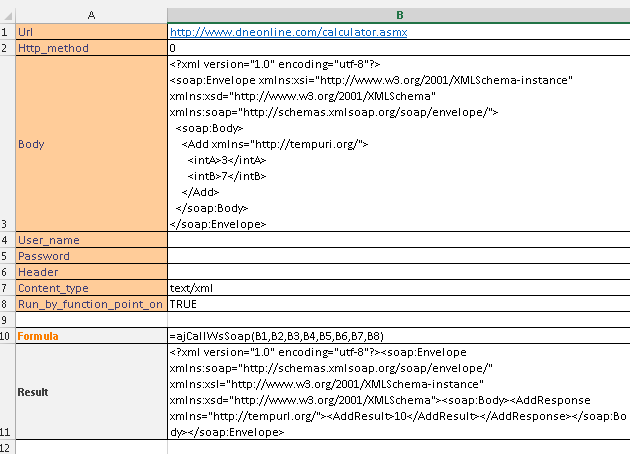 A B
1 Url http://www.dneonline.com/calculator.asmx
2 Http_method 0
<?xml version="1.0" encoding="utf-8"?>
<soap:Envelope xmlns:xsi="http://www.w3.org/2001/XMLSchema-instance"
xmlns:xsd="http://www.w3.org/2001/XMLSchema"
xmlns:soap="http://schemas.xmlsoap.org/soap/envelope/">
<soap:Body>
Body <Add xmlns="http://tempuri.org/">
<intA>3</intA>
<intB>7</intB>
</Add>
</soap:Body>
3 </soap:Envelope>
4 User_name
5 Password
6 Header
7 Content_type text/xml
8 Run_by_function_point_on TRUE
9
10 Formula =ajCallWsSoap(B1,B2,B3,B4,B5,B6,B7,B8)
<?xml version="1.0" encoding="utf-8"?><soap:Envelope
xmlns:soap="http://schemas.xmlsoap.org/soap/envelope/"
xmlns:xsi="http://www.w3.org/2001/XMLSchema-instance"
Result xmlns:xsd="http://www.w3.org/2001/XMLSchema"><soap:Body><AddResponse
xmlns="http://tempuri.org/"><AddResult>10</AddResult></AddResponse></soap:Bo
11 dy></soap:Envelope>
12